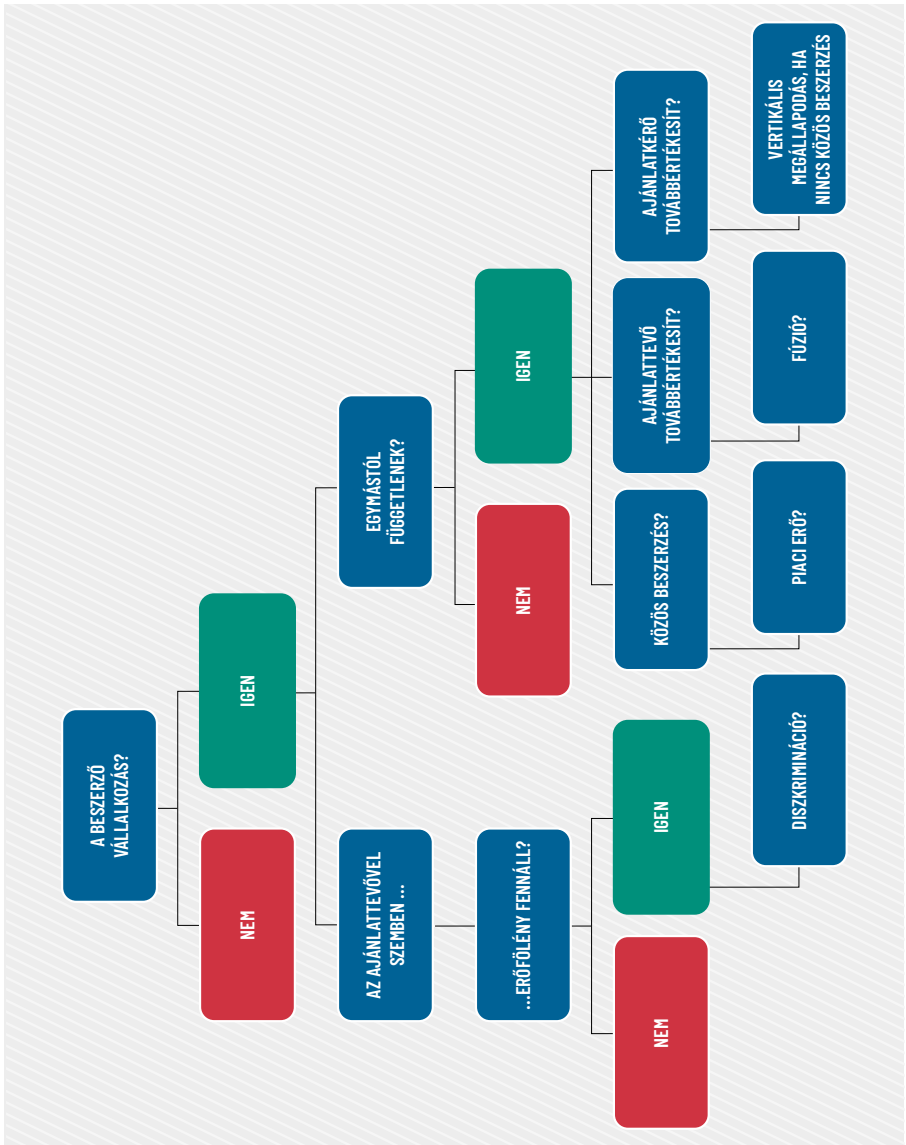 A BESZERZŐ
VÁLLALKOZÁS?
NEM
IGEN
AZ AJÁNLATTEVŐVEL
SZEMBEN ...
EGYMÁSTÓL
FÜGGETLENEK?
...ERŐFÖLÉNY FENNÁLL?
NEM
IGEN
NEM
IGEN
KÖZÖS BESZERZÉS?
AJÁNLATTEVŐ
TOVÁBBÉRTÉKESÍT?
AJÁNLATKÉRŐ
TOVÁBBÉRTÉKESÍT?
DISZKRIMINÁCIÓ?
PIACI ERŐ?
FÚZIÓ?
VERTIKÁLIS
MEGÁLLAPODÁS, HA
NINCS KÖZÖS BESZERZÉS